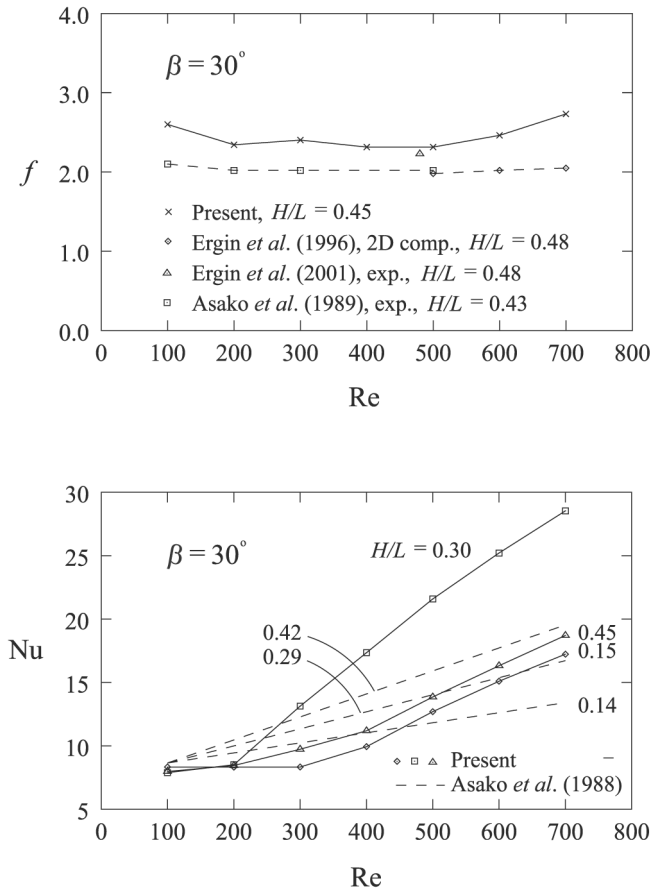 4.0
β = 30°
3.0
f
2.0
Present, H/L = 0.45
Ergin et al. (1996), 2D comp., H/L = 0.48
1.0
Ergin et al. (2001), exp., H/L = 0.48
Asako et al. (1989), exp., H/L = 0.43
0.0
0 100 200 300 400 500 600 700 800
Re
30
β = 30°
H/L = 0.30
25
20
0.42
0.45
Nu
0.29
0.15
15
0.14
10
Present
Asako et al. (1988)
5
0 100 200 300 400 500 600 700 800
Re